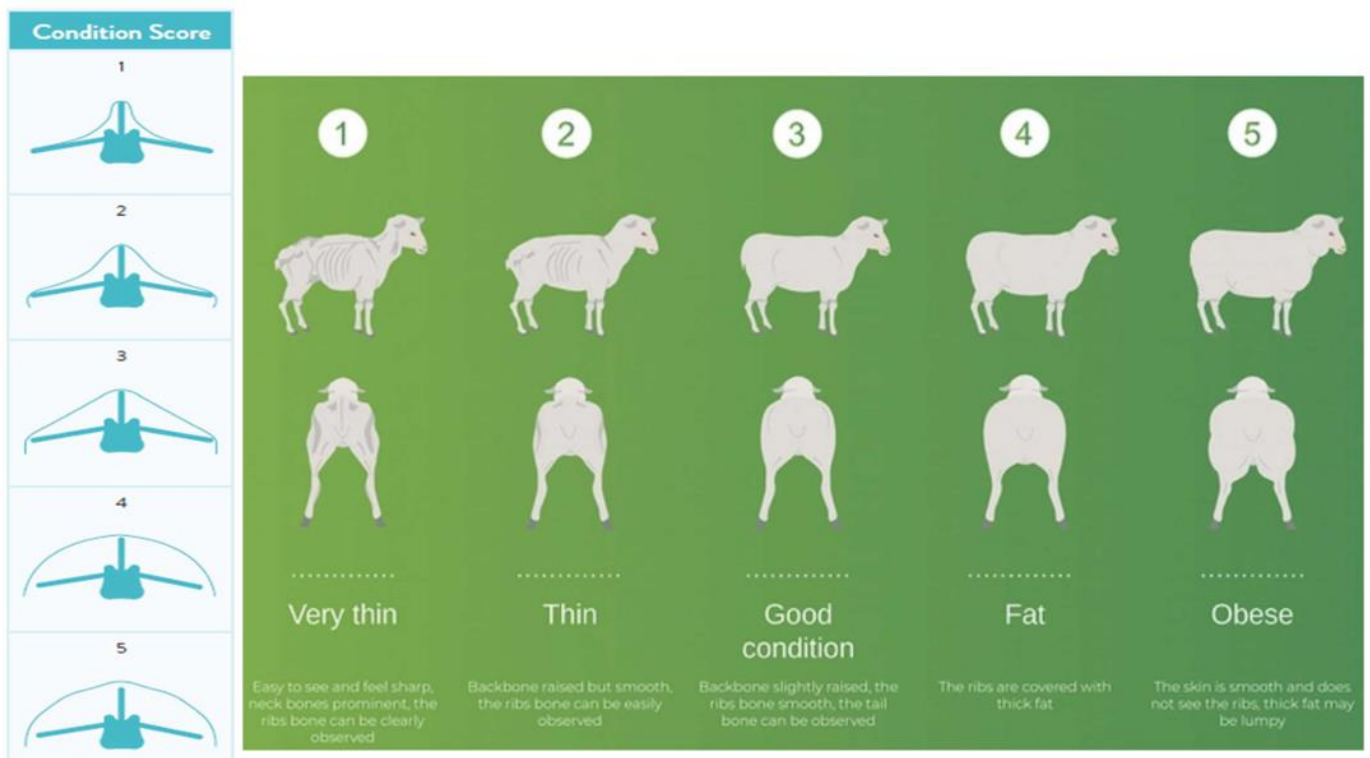 Condition Score
1
2
3
4
5
1
2
3
4
5
Very thin
Thin
Good
condition
Fat
Obese
Easy to see and feel sharp,
neck bones prominent, the
ribs bone can be clearly
observed
Backbone raised but smooth,
the ribs bone can be easily
observed
Backbone slightly raised, the
ribs bone smooth, the tail
bone can be observed
The ribs are covered with
thick fat
The skin is smooth and does
not see the ribs, thick fat may
be lumpy